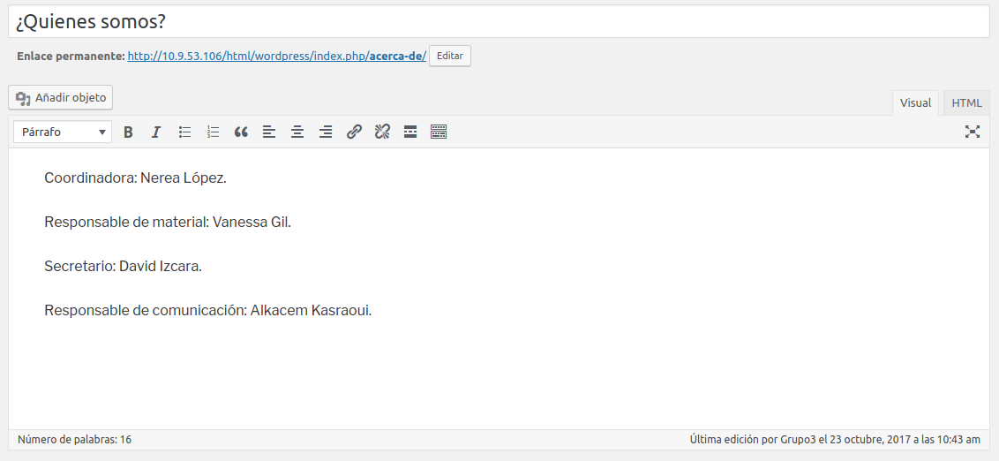 ¿Quienes somos?
Enlace permanente: http://10.9.53.106/html/wordpress/index.php/acerca-de/ Editar
Añadir objeto
Visual HTML
Párrafo
Coordinadora: Nerea López.
Responsable de material: Vanessa Gil.
Secretario: David Izcara.
Responsable de comunicación: Alkacem Kasraoui.
Número de palabras: 16
Última edición por Grupo3 el 23 octubre, 2017 a las 10:43 am